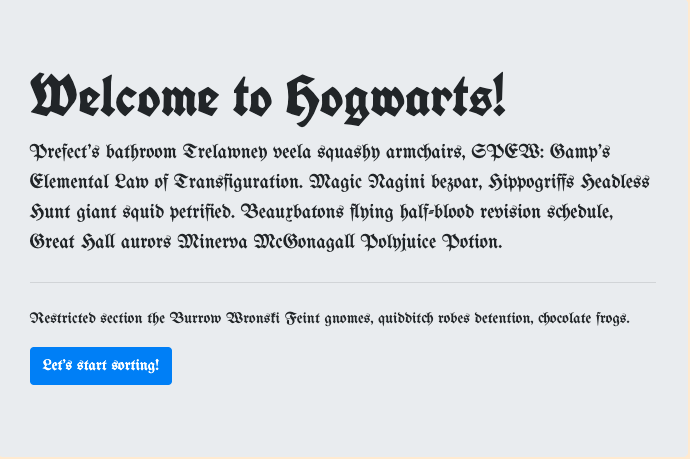 Welcome to Hogwarts!
Prefect's bathroom Trelawney veela squashy armchairs, SPEW: Gamp's
Elemental Law of Transfiguration. Magic Nagini bezoar, Hippogriffs Headless
Hunt giant squid petrified. Beauxbatons flying half-blood revision schedule,
Great Hall aurors Minerva McGonagall Polyjuice Potion.
Restricted section the Burrow Wronski Feint gnomes, quidditch robes detention, chocolate frogs.
Let's start sorting!